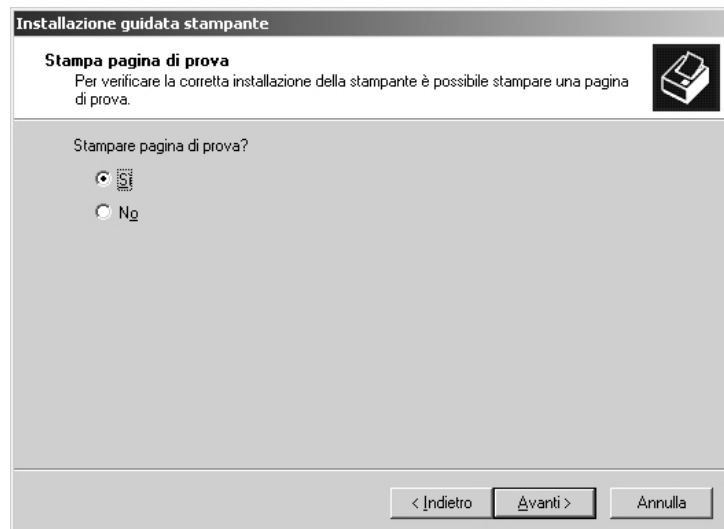 Installazione guidata stampante
Stampa pagina di prova
Per verificare la corretta installazione della stampante è possibile stampare una pagina
di prova.
Stampare pagina di prova?
Sì
No
< Indietro
Avanti >
Annulla